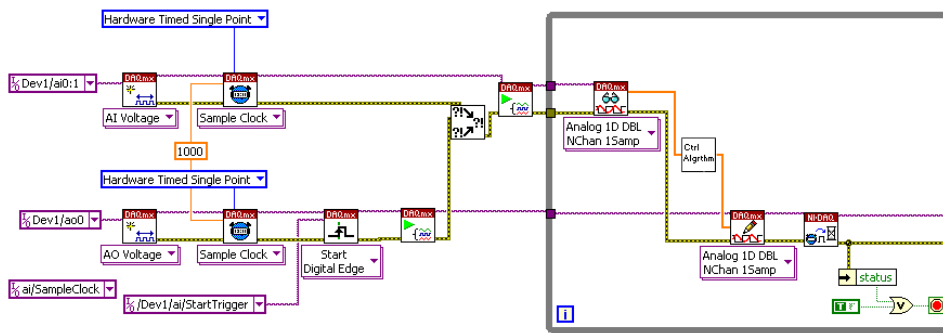 Hardware Timed Single Point
DAQmx
DAQmx
Dev1/ai0:1
AI Voltage
Sample Clock
?!
?!
?!
DAQmx
DAQmx
Analog 1D DBL
NChan 1Samp
1000
Ctrl
Algrthm
Hardware Timed Single Point
Dev1/ao0
DAQmx
DAQmx
DAQmx
DAQmx
DAQmx
NI-DAQ
AO Voltage
Sample Clock
Start
Digital Edge
Analog 1D DBL
NChan 1Samp
ai/SampleClock
/Dev1/ai/StartTrigger
status
T F
V
i